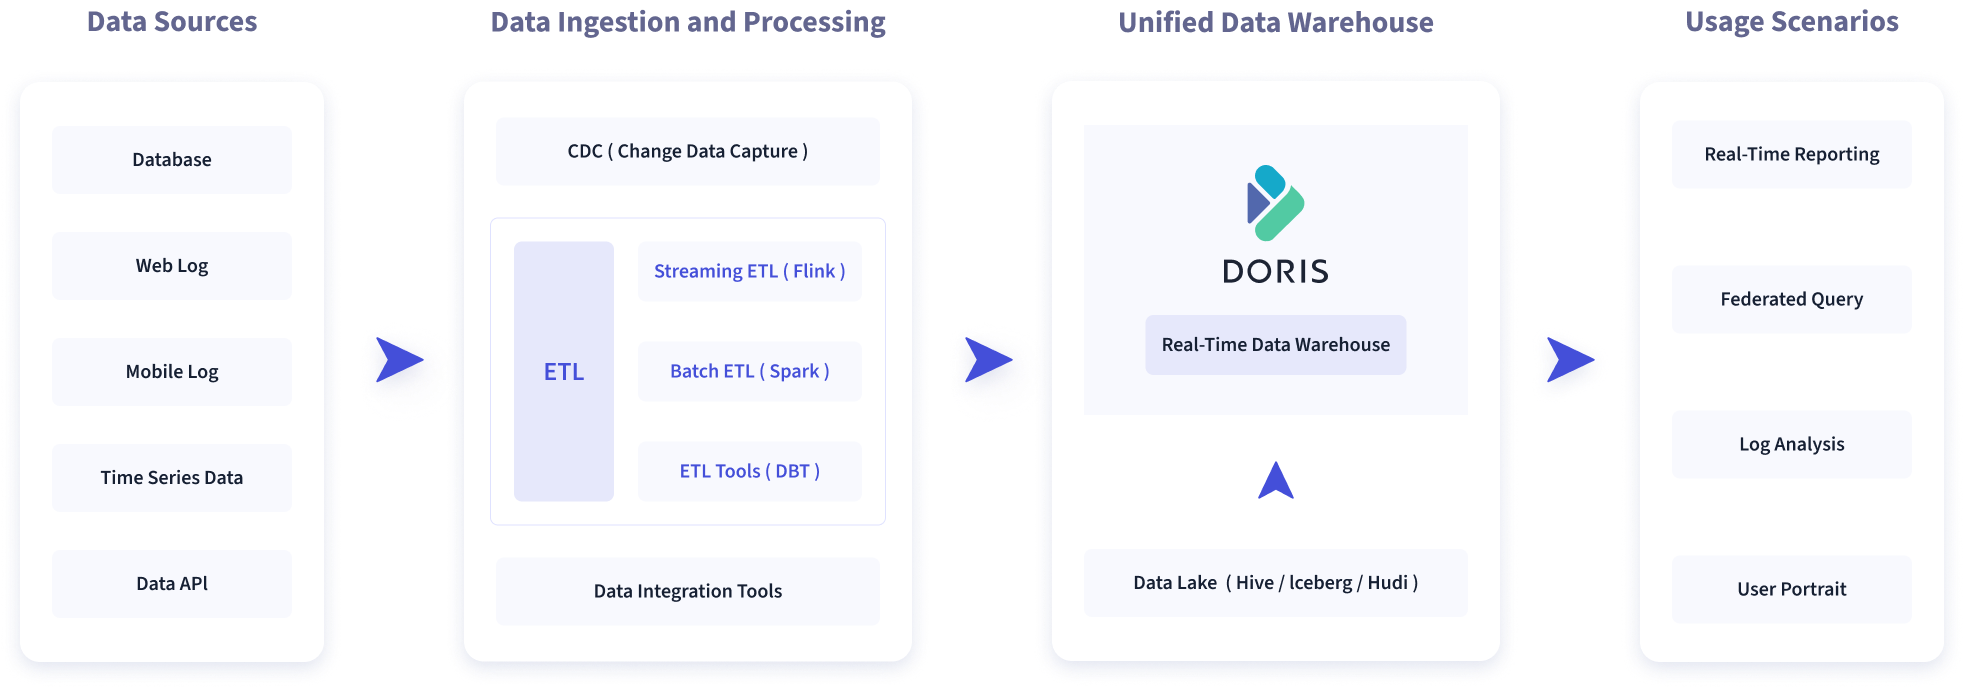 Data Sources
Database
Web Log
Mobile Log
Time Series Data
Data APl
Data Ingestion and Processing
CDC ( Change Data Capture )
ETL
Streaming ETL ( Flink )
Batch ETL ( Spark )
ETL Tools ( DBT )
Data Integration Tools
Unified Data Warehouse
DORIS
Real-Time Data Warehouse
Data Lake ( Hive / lceberg / Hudi )
Usage Scenarios
Real-Time Reporting
Federated Query
Log Analysis
User Portrait